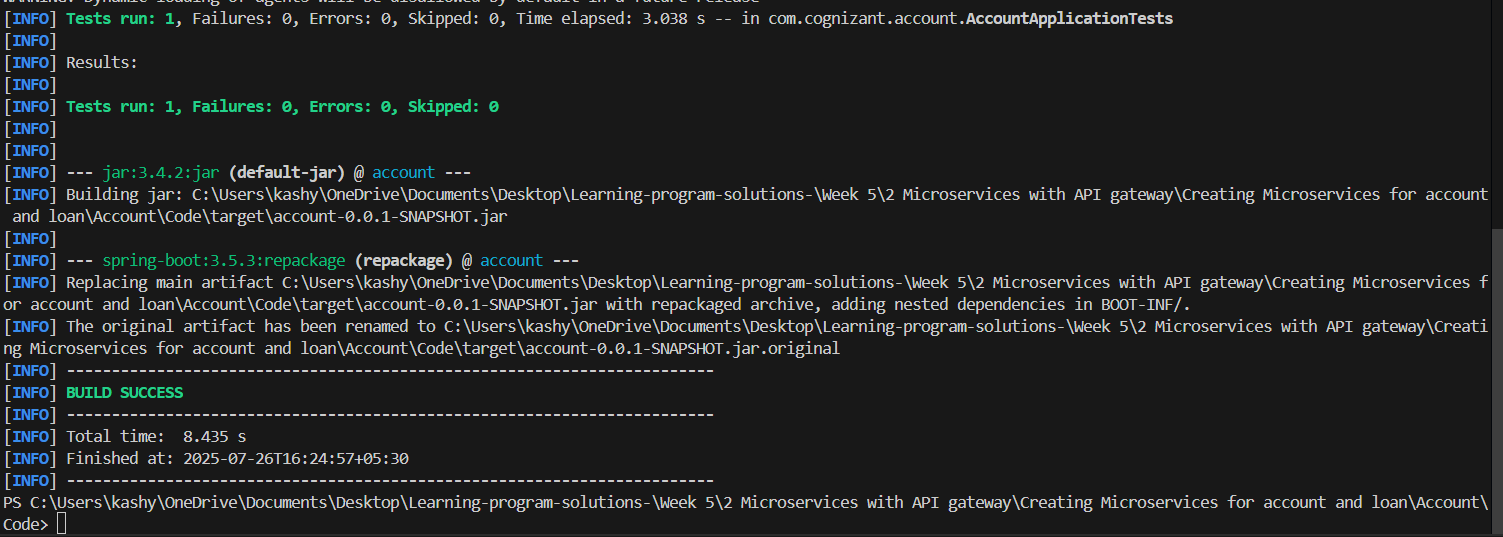 [INFO] Tests run: 1, Failures: 0, Errors: 0, Skipped: 0, Time elapsed: 3.038 s -- in com.cognizant.account.AccountApplicationTests
[INFO]
[INFO] Results:
[INFO]
[INFO] Tests run: 1, Failures: 0, Errors: 0, Skipped: 0
[INFO]
[INFO]
[INFO] --- jar:3.4.2:jar (default-jar) @ account ---
[INFO] Building jar: C:\Users\kashy\OneDrive\Documents\Desktop\Learning-program-solutions-\Week 5\2 Microservices with API gateway\Creating Microservices for account
 and loan\Account\Code\target\account-0.0.1-SNAPSHOT.jar
[INFO]
[INFO] --- spring-boot:3.5.3:repackage (repackage) @ account ---
[INFO] Replacing main artifact C:\Users\kashy\OneDrive\Documents\Desktop\Learning-program-solutions-\Week 5\2 Microservices with API gateway\Creating Microservices f
or account and loan\Account\Code\target\account-0.0.1-SNAPSHOT.jar with repackaged archive, adding nested dependencies in BOOT-INF/.
[INFO] The original artifact has been renamed to C:\Users\kashy\OneDrive\Documents\Desktop\Learning-program-solutions-\Week 5\2 Microservices with API gateway\Creati
ng Microservices for account and loan\Account\Code\target\account-0.0.1-SNAPSHOT.jar.original
[INFO] ------------------------------------------------------------------------
[INFO] BUILD SUCCESS
[INFO] ------------------------------------------------------------------------
[INFO] Total time:  8.435 s
[INFO] Finished at: 2025-07-26T16:24:57+05:30
[INFO] ------------------------------------------------------------------------
PS C:\Users\kashy\OneDrive\Documents\Desktop\Learning-program-solutions-\Week 5\2 Microservices with API gateway\Creating Microservices for account and loan\Account\
Code>